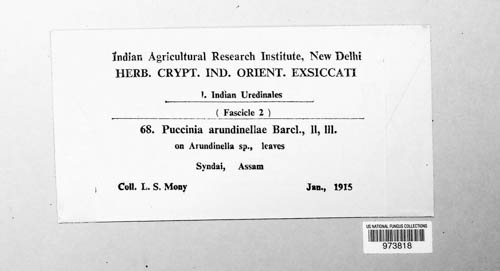 Indian Agricultural Research Institute, New Delhi
HERB. CRYPT. IND. ORIENT. EXSICCATI
I. Indian Uredinales
( Fascicle 2 )
68. Puccinia arundinellae Barcl., II, III.
on Arundinella sp., leaves
Syndai, Assam
Coll. L. S. Mony Jan., 1915
US NATIONAL FUNGUS COLLECTIONS
973818